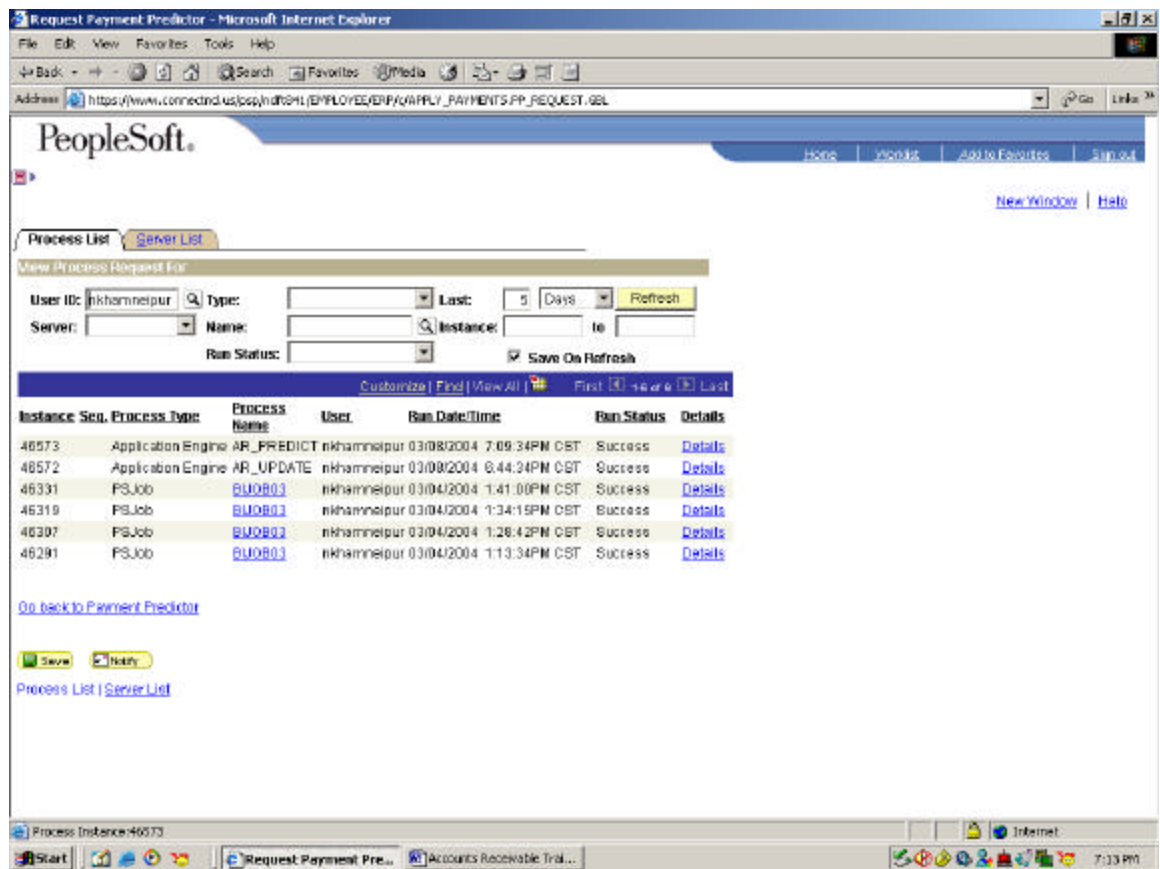 Request Payment Predictor - Microsoft Internet Explorer
File Edit View Favorites Tools Help
Back Search Favorites Media
Address https://www.connectnd.us/psp/ndft841/EMPLOYEE/ERP/c/APPLY_PAYMENTS.PP_REQUEST.GBL Go Links
PeopleSoft.
Home Worklist Add to Favorites Sign out
New Window Help
Process List Server List
View Process Request For
User ID: nkhamneipur Type: Last: 5 Days Refresh
Server: Name: Instance: to
Run Status: Save On Refresh
Customize | Find | View All | First Last
Instance Seq. Process Type Process Name User Run Date/Time Run Status Details
46573 Application Engine AR_PREDICT nkhamneipur 03/08/2004 7:09:34PM CST Success Details
46572 Application Engine AR_UPDATE nkhamneipur 03/08/2004 6:44:34PM CST Success Details
46331 PSJob BUOB03 nkhamneipur 03/04/2004 1:41:00PM CST Success Details
46319 PSJob BUOB03 nkhamneipur 03/04/2004 1:34:15PM CST Success Details
46307 PSJob BUOB03 nkhamneipur 03/04/2004 1:28:42PM CST Success Details
46291 PSJob BUOB03 nkhamneipur 03/04/2004 1:13:34PM CST Success Details
Go back to Payment Predictor
Save Notify
Process List | Server List
Process Instance:46573 Internet
Start Request Payment Pre... Accounts Receivable Trai... 7:13 PM